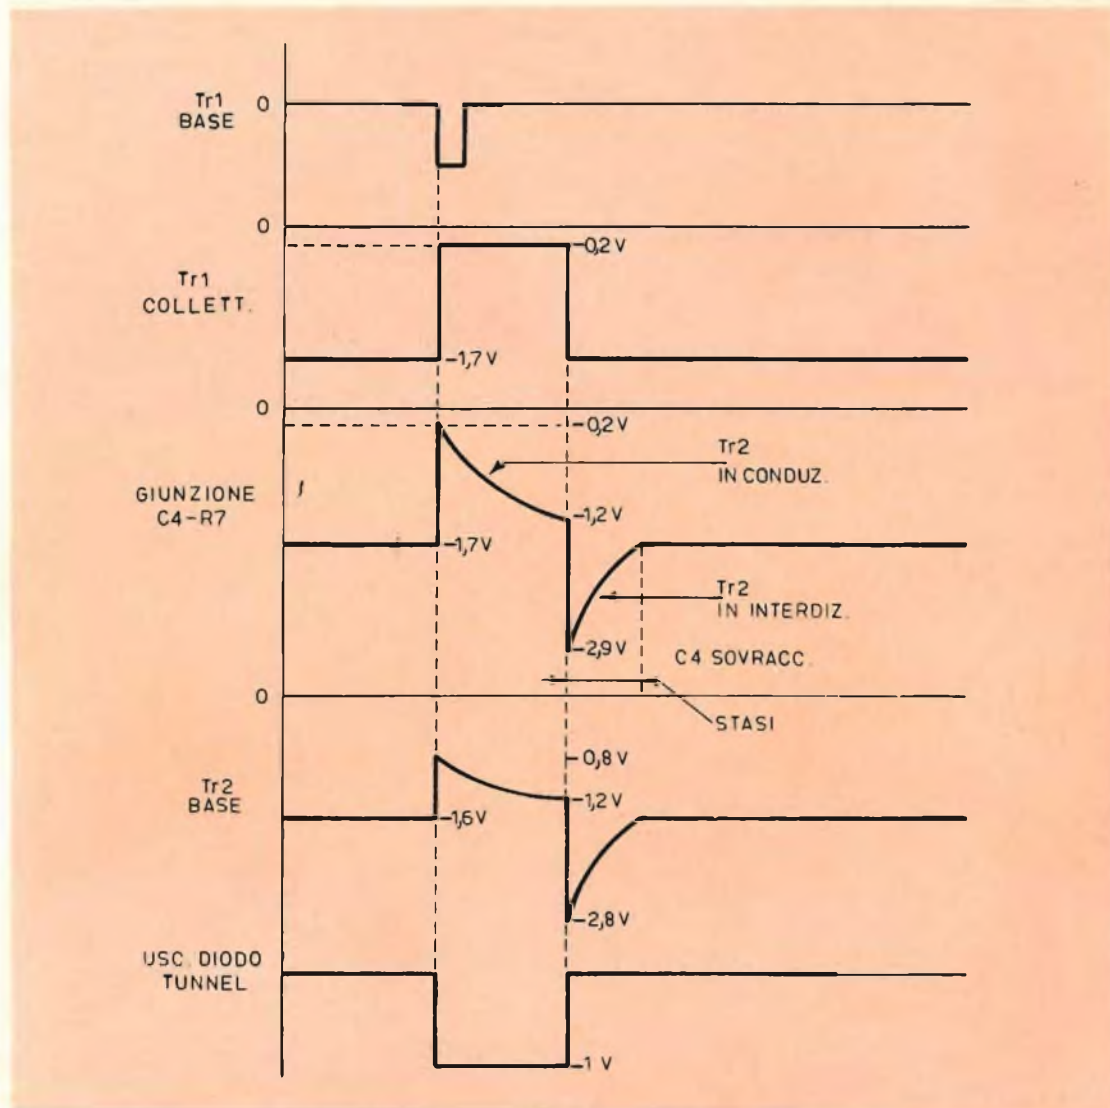 Tr1
BASE
0
0
-0,2 V
Tr1
COLLETT.
-1,7 V
0
-0,2 V
Tr2
IN CONDUZ.
GIUNZIONE
C4-R7
-1,2 V
-1,7 V
Tr2
IN INTERDIZ.
-2,9 V
C4 SOVRACC.
0
STASI
-0,8 V
Tr2
BASE
-1,2 V
-1,6 V
-2,8 V
USC. DIODO
TUNNEL
-1 V